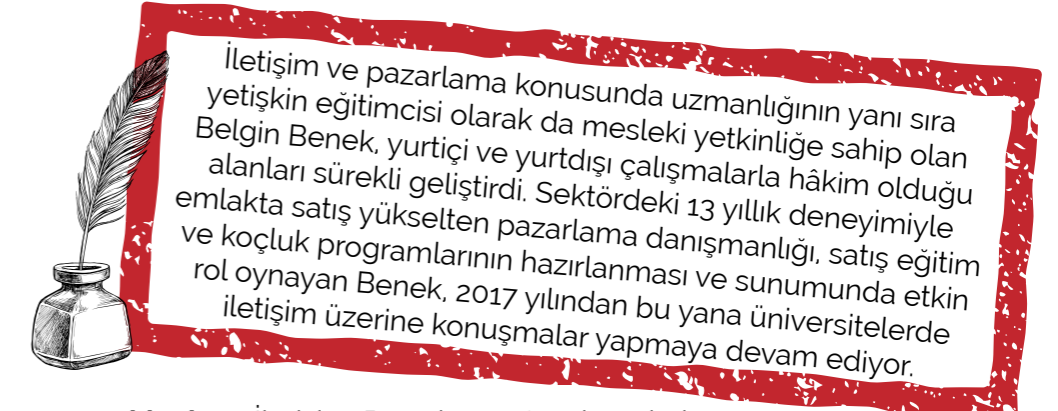 İletişim ve pazarlama konusunda uzmanlığının yanı sıra
yetişkin eğitimcisi olarak da mesleki yetkinliğe sahip olan
Belgin Benek, yurtiçi ve yurtdışı çalışmalarla hâkim olduğu
alanları sürekli geliştirdi. Sektördeki 13 yıllık deneyimiyle
emlakta satış yükselten pazarlama danışmanlığı, satış eğitim
ve koçluk programlarının hazırlanması ve sunumunda etkin
rol oynayan Benek, 2017 yılından bu yana üniversitelerde
iletişim üzerine konuşmalar yapmaya devam ediyor.